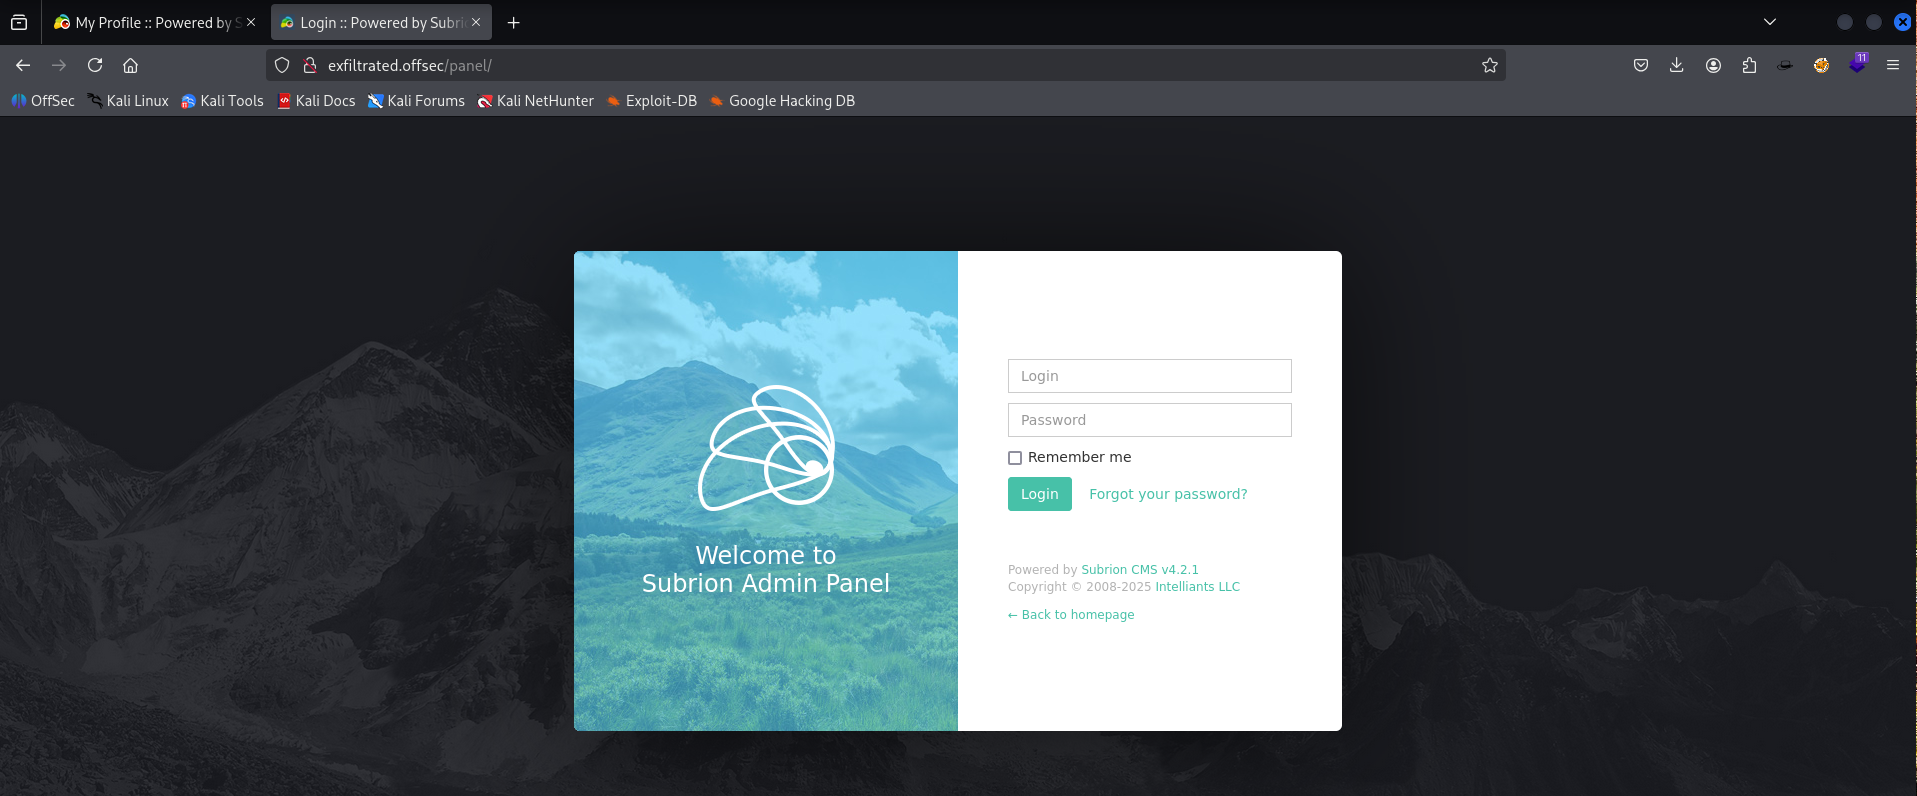 My Profile :: Powered by S
Login :: Powered by Subri
exfiltrated.offsec/panel/
11
OffSec Kali Linux Kali Tools Kali Docs Kali Forums Kali NetHunter Exploit-DB Google Hacking DB
Welcome to
Subrion Admin Panel
Login
Password
Remember me
Login Forgot your password?
Powered by Subrion CMS v4.2.1
Copyright © 2008-2025 Intelliants LLC
← Back to homepage